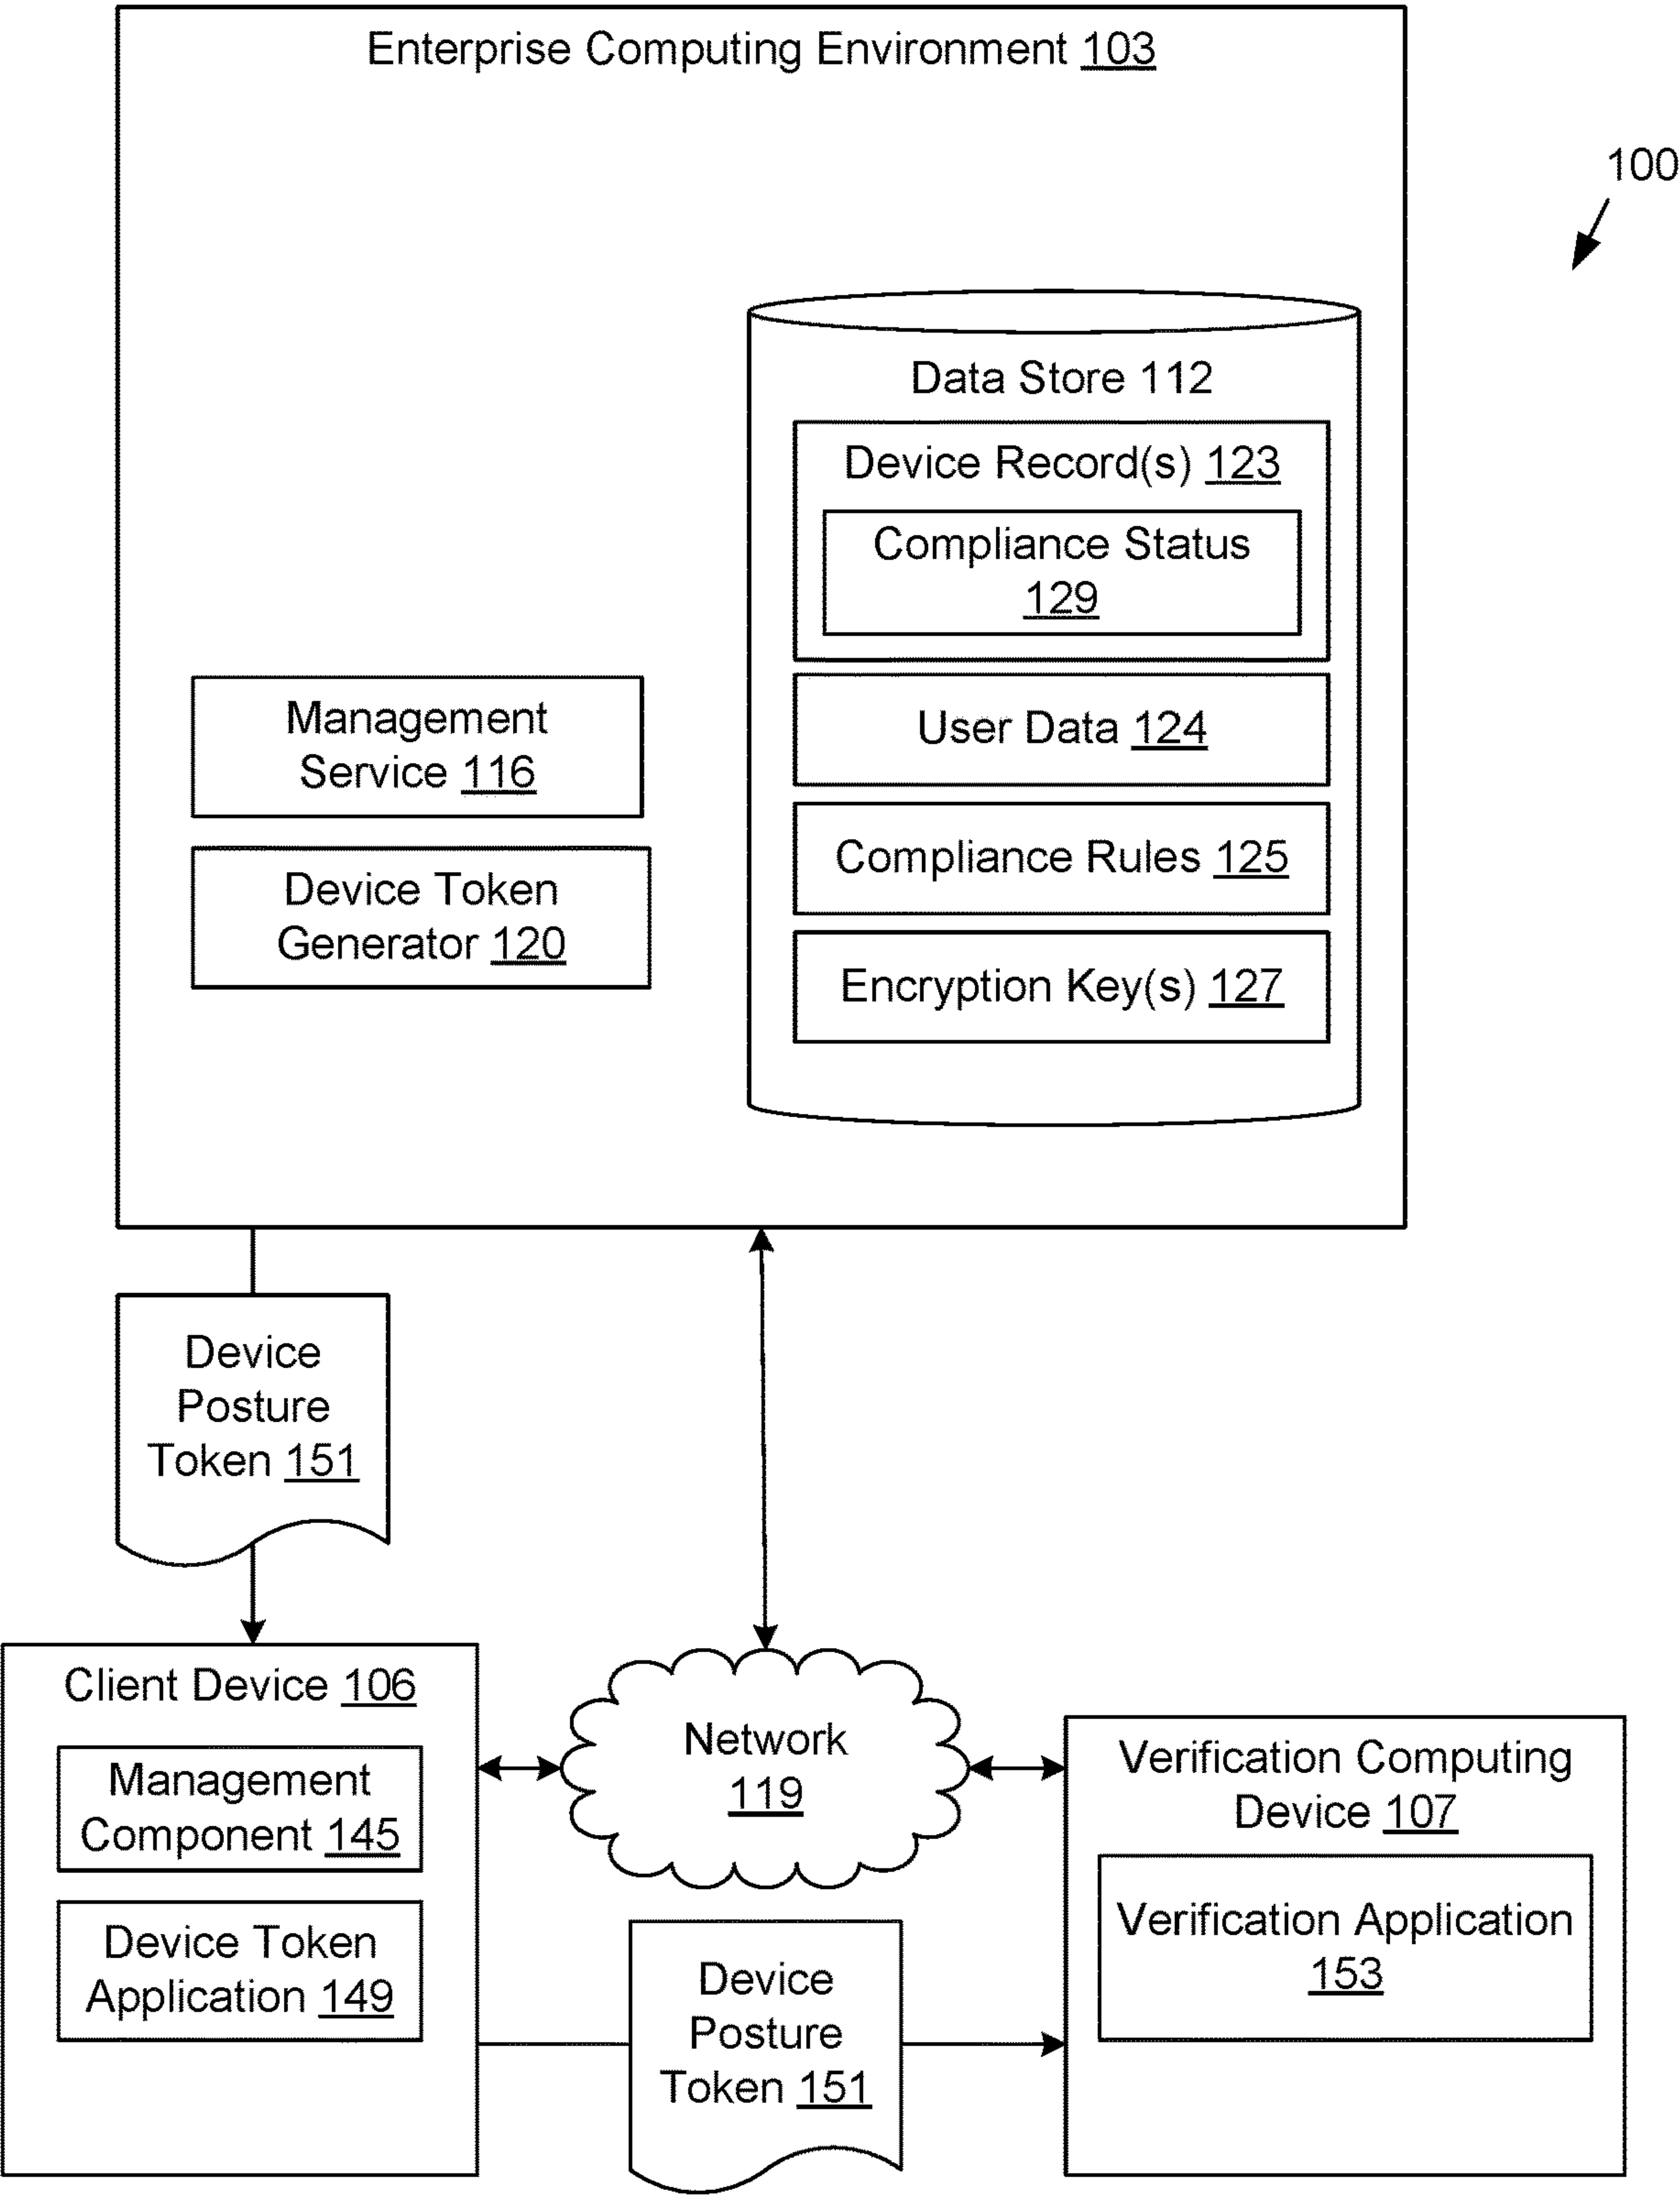 Enterprise Computing Environment 103
100
Data Store 112
Device Record(s) 123
Compliance Status
129
User Data 124
Compliance Rules 125
Encryption Key(s) 127
Management
Service 116
Device Token
Generator 120
Device
Posture
Token 151
Client Device 106
Management
Component 145
Device Token
Application 149
Network
119
Device
Posture
Token 151
Verification Computing
Device 107
Verification Application
153